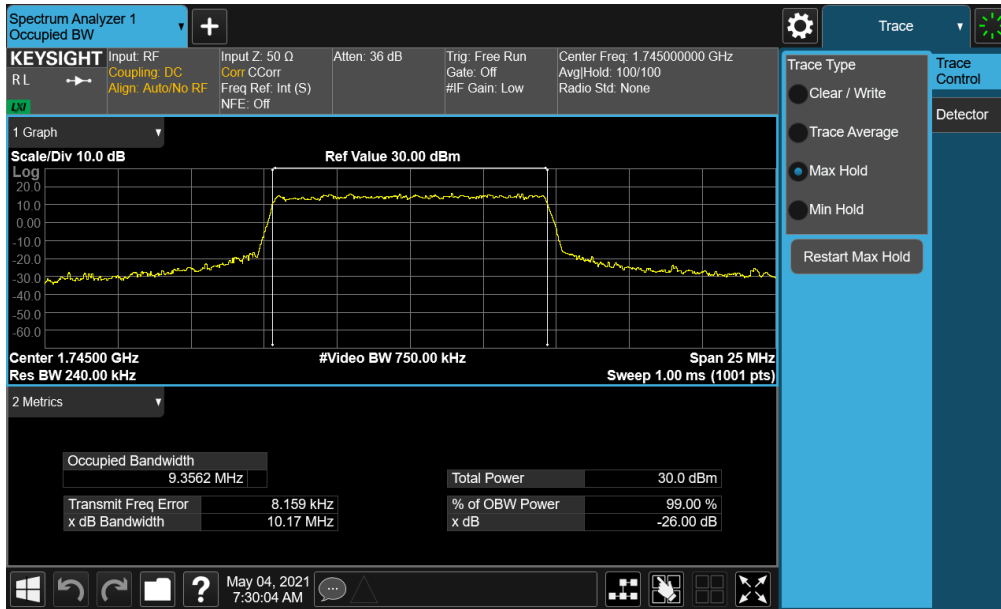 Spectrum Analyzer 1
Occupied BW
+
Trace
KEYSIGHT
R L
LXI
Input: RF
Coupling: DC
Align: Auto/No RF
Input Z: 50 Ω
Corr CCorr
Freq Ref: Int (S)
NFE: Off
Atten: 36 dB
Trig: Free Run
Gate: Off
#IF Gain: Low
Center Freq: 1.745000000 GHz
Avg|Hold: 100/100
Radio Std: None
Trace Type
Clear / Write
Trace Average
Max Hold
Min Hold
Restart Max Hold
Trace
Control
Detector
1 Graph
Scale/Div 10.0 dB
Ref Value 30.00 dBm
Log
20.0
10.0
0.00
-10.0
-20.0
-30.0
-40.0
-50.0
-60.0
Center 1.74500 GHz
#Video BW 750.00 kHz
Span 25 MHz
Res BW 240.00 kHz
Sweep 1.00 ms (1001 pts)
2 Metrics
Occupied Bandwidth
9.3562 MHz
Total Power 30.0 dBm
Transmit Freq Error 8.159 kHz
% of OBW Power 99.00 %
x dB Bandwidth 10.17 MHz
x dB -26.00 dB
?
May 04, 2021
7:30:04 AM